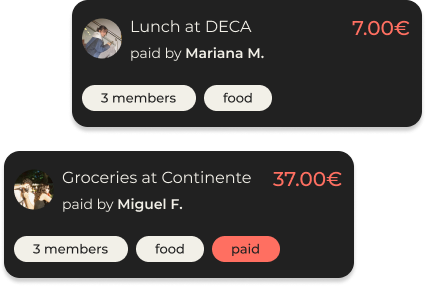 Lunch at DECA 7.00€
paid by Mariana M.
3 members food
Groceries at Continente 37.00€
paid by Miguel F.
3 members food paid